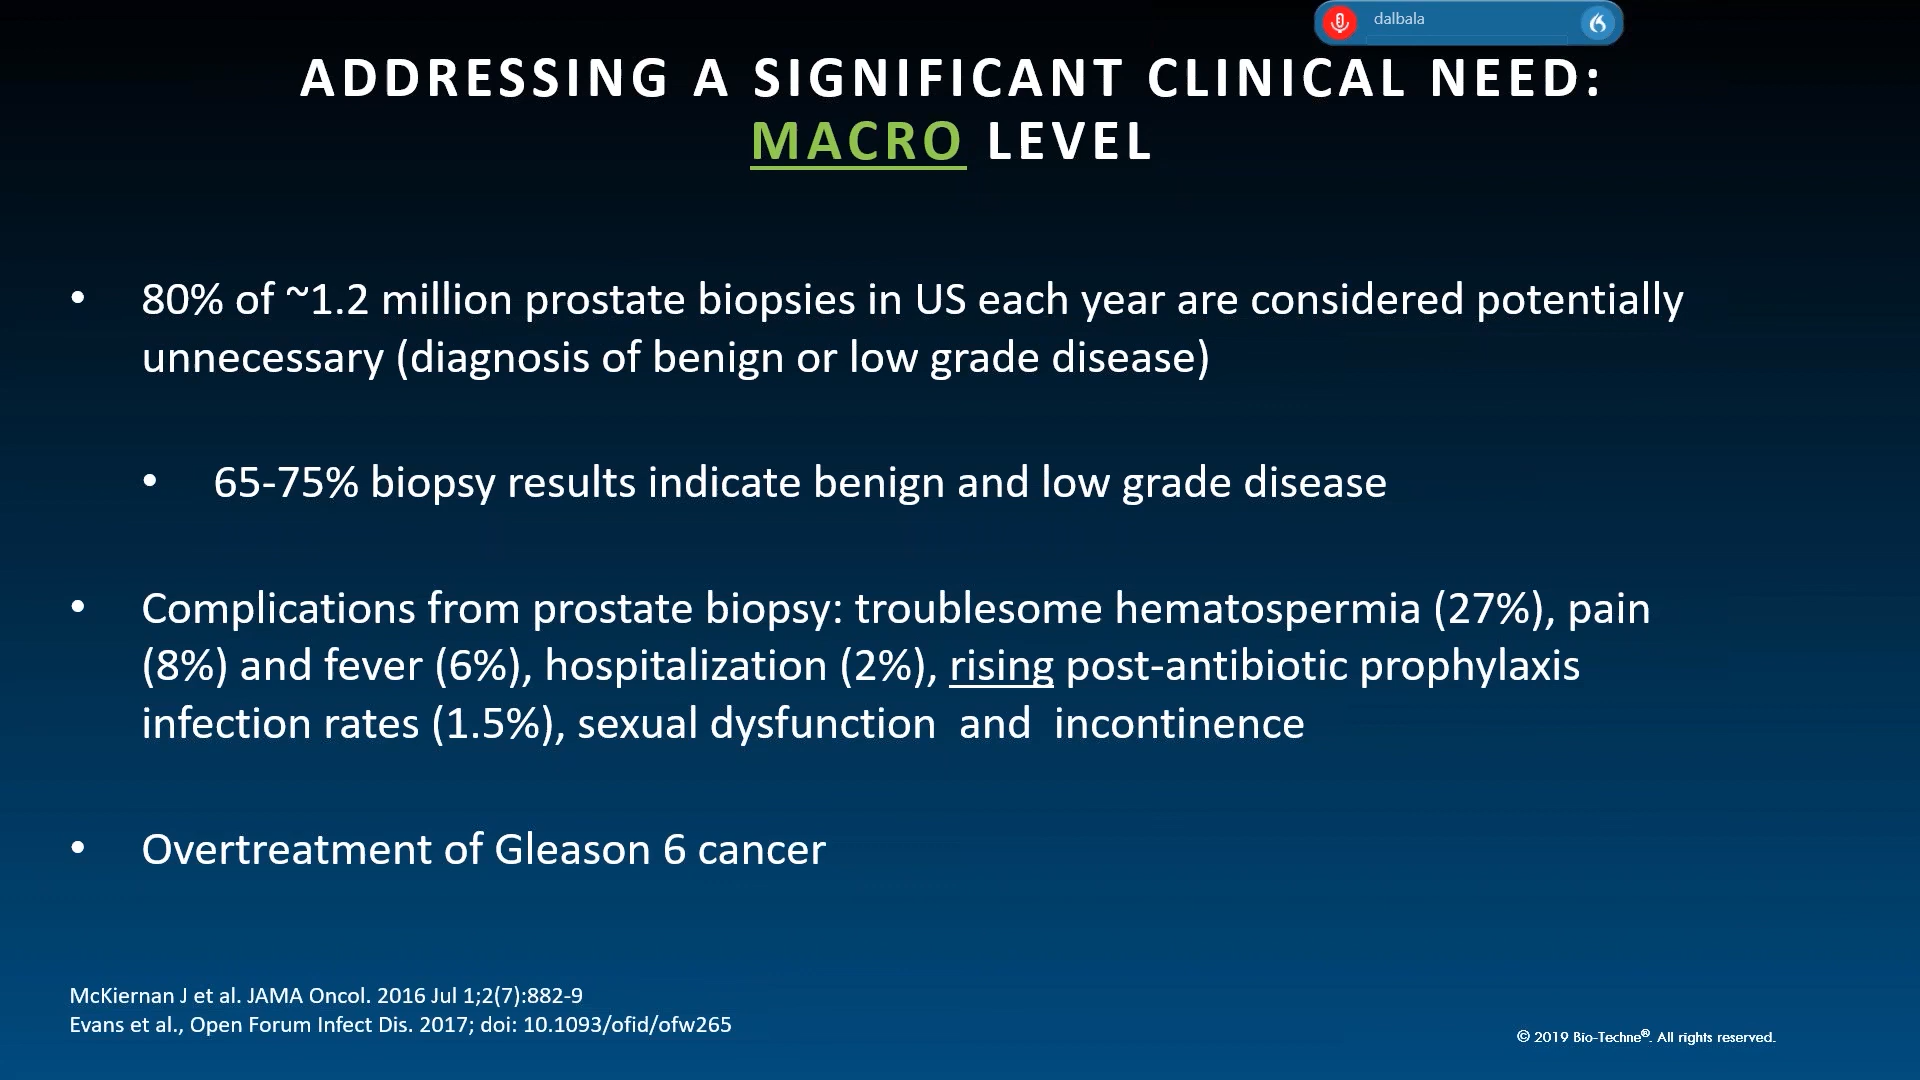 dalbala
ADDRESSING A SIGNIFICANT CLINICAL NEED:
MACRO LEVEL
• 80% of ~1.2 million prostate biopsies in US each year are considered potentially
unnecessary (diagnosis of benign or low grade disease)
• 65-75% biopsy results indicate benign and low grade disease
• Complications from prostate biopsy: troublesome hematospermia (27%), pain
(8%) and fever (6%), hospitalization (2%), rising post-antibiotic prophylaxis
infection rates (1.5%), sexual dysfunction and incontinence
• Overtreatment of Gleason 6 cancer
McKiernan J et al. JAMA Oncol. 2016 Jul 1;2(7):882-9
Evans et al., Open Forum Infect Dis. 2017; doi: 10.1093/ofid/ofw265
© 2019 Bio-Techne®. All rights reserved.